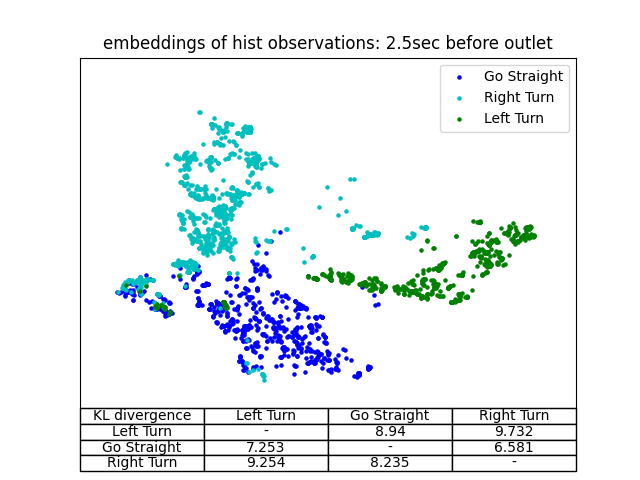 embeddings of hist observations: 2.5sec before outlet
Go Straight
Right Turn
Left Turn
KL divergence Left Turn Go Straight Right Turn
Left Turn - 8.94 9.732
Go Straight 7.253 - 6.581
Right Turn 9.254 8.235 -